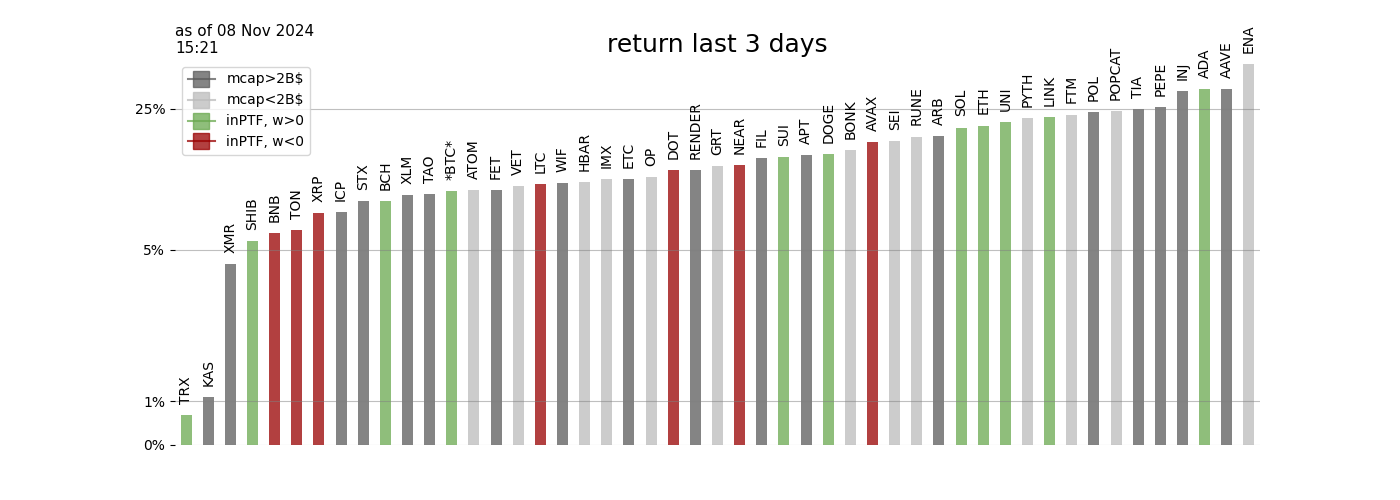 as of 08 Nov 2024
15:21
return last 3 days
mcap>2B$
mcap<2B$
inPTF, w>0
inPTF, w<0
25%
5%
1%
0%
TRX
KAS
XMR
SHIB
BNB
TON
XRP
ICP
STX
BCH
XLM
TAO
*BTC*
ATOM
FET
VET
LTC
WIF
HBAR
IMX
ETC
OP
DOT
RENDER
GRT
NEAR
FIL
SUI
APT
DOGE
BONK
AVAX
SEI
RUNE
ARB
SOL
ETH
UNI
PYTH
LINK
FTM
POL
POPCAT
TIA
PEPE
INJ
ADA
AAVE
ENA